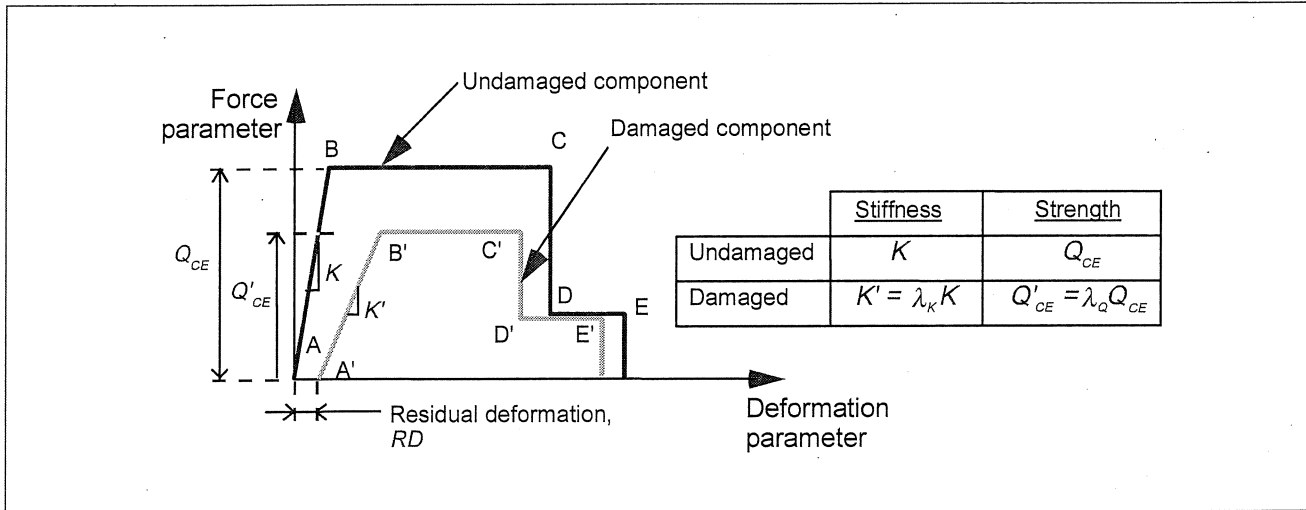 Undamaged component
Force
parameter
Damaged component
B
C
Q_CE
Q'_CE
K
B'
C'
K'
D
E
D'
E'
A
A'
Residual deformation,
RD
Deformation
parameter
Stiffness Strength
Undamaged K Q_CE
Damaged K' = λ_K K Q'_CE = λ_Q Q_CE